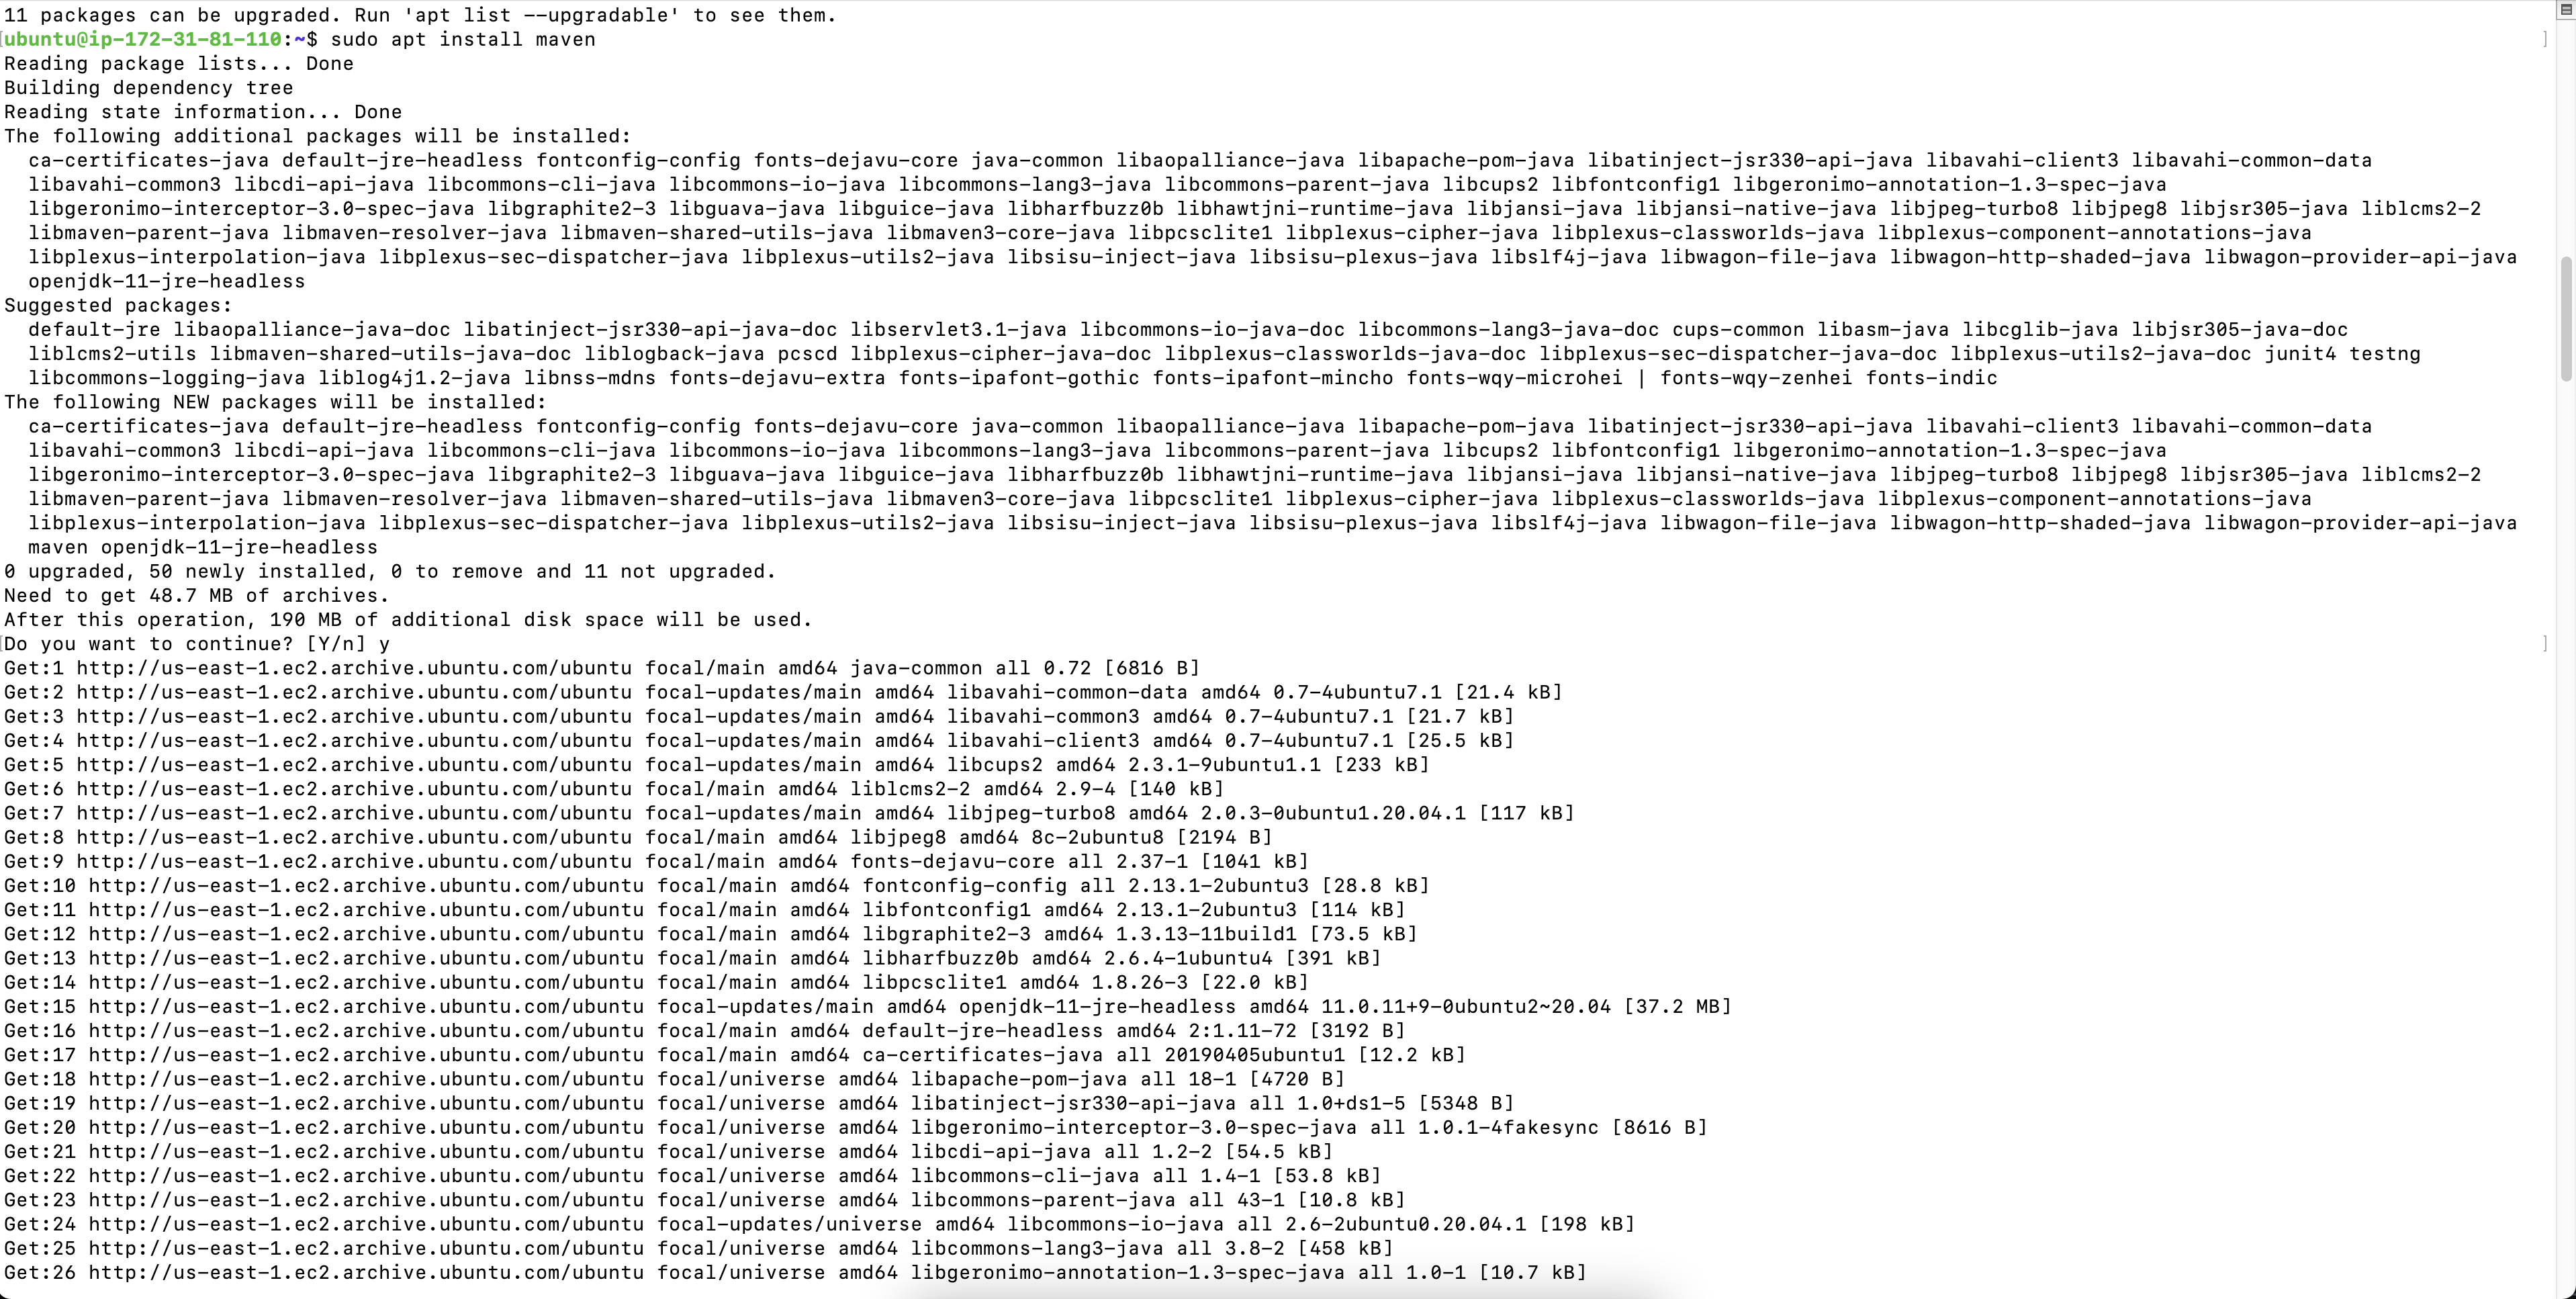 11 packages can be upgraded. Run 'apt list --upgradable' to see them.
[ubuntu@ip-172-31-81-110:~$ sudo apt install maven ]
Reading package lists... Done
Building dependency tree
Reading state information... Done
The following additional packages will be installed:
  ca-certificates-java default-jre-headless fontconfig-config fonts-dejavu-core java-common libaopalliance-java libapache-pom-java libatinject-jsr330-api-java libavahi-client3 libavahi-common-data
  libavahi-common3 libcdi-api-java libcommons-cli-java libcommons-io-java libcommons-lang3-java libcommons-parent-java libcups2 libfontconfig1 libgeronimo-annotation-1.3-spec-java
  libgeronimo-interceptor-3.0-spec-java libgraphite2-3 libguava-java libguice-java libharfbuzz0b libhawtjni-runtime-java libjansi-java libjansi-native-java libjpeg-turbo8 libjpeg8 libjsr305-java liblcms2-2
  libmaven-parent-java libmaven-resolver-java libmaven-shared-utils-java libmaven3-core-java libpcsclite1 libplexus-cipher-java libplexus-classworlds-java libplexus-component-annotations-java
  libplexus-interpolation-java libplexus-sec-dispatcher-java libplexus-utils2-java libsisu-inject-java libsisu-plexus-java libslf4j-java libwagon-file-java libwagon-http-shaded-java libwagon-provider-api-java
  openjdk-11-jre-headless
Suggested packages:
  default-jre libaopalliance-java-doc libatinject-jsr330-api-java-doc libservlet3.1-java libcommons-io-java-doc libcommons-lang3-java-doc cups-common libasm-java libcglib-java libjsr305-java-doc
  liblcms2-utils libmaven-shared-utils-java-doc liblogback-java pcscd libplexus-cipher-java-doc libplexus-classworlds-java-doc libplexus-sec-dispatcher-java-doc libplexus-utils2-java-doc junit4 testng
  libcommons-logging-java liblog4j1.2-java libnss-mdns fonts-dejavu-extra fonts-ipafont-gothic fonts-ipafont-mincho fonts-wqy-microhei | fonts-wqy-zenhei fonts-indic
The following NEW packages will be installed:
  ca-certificates-java default-jre-headless fontconfig-config fonts-dejavu-core java-common libaopalliance-java libapache-pom-java libatinject-jsr330-api-java libavahi-client3 libavahi-common-data
  libavahi-common3 libcdi-api-java libcommons-cli-java libcommons-io-java libcommons-lang3-java libcommons-parent-java libcups2 libfontconfig1 libgeronimo-annotation-1.3-spec-java
  libgeronimo-interceptor-3.0-spec-java libgraphite2-3 libguava-java libguice-java libharfbuzz0b libhawtjni-runtime-java libjansi-java libjansi-native-java libjpeg-turbo8 libjpeg8 libjsr305-java liblcms2-2
  libmaven-parent-java libmaven-resolver-java libmaven-shared-utils-java libmaven3-core-java libpcsclite1 libplexus-cipher-java libplexus-classworlds-java libplexus-component-annotations-java
  libplexus-interpolation-java libplexus-sec-dispatcher-java libplexus-utils2-java libsisu-inject-java libsisu-plexus-java libslf4j-java libwagon-file-java libwagon-http-shaded-java libwagon-provider-api-java
  maven openjdk-11-jre-headless
0 upgraded, 50 newly installed, 0 to remove and 11 not upgraded.
Need to get 48.7 MB of archives.
After this operation, 190 MB of additional disk space will be used.
[Do you want to continue? [Y/n] y ]
Get:1 http://us-east-1.ec2.archive.ubuntu.com/ubuntu focal/main amd64 java-common all 0.72 [6816 B]
Get:2 http://us-east-1.ec2.archive.ubuntu.com/ubuntu focal-updates/main amd64 libavahi-common-data amd64 0.7-4ubuntu7.1 [21.4 kB]
Get:3 http://us-east-1.ec2.archive.ubuntu.com/ubuntu focal-updates/main amd64 libavahi-common3 amd64 0.7-4ubuntu7.1 [21.7 kB]
Get:4 http://us-east-1.ec2.archive.ubuntu.com/ubuntu focal-updates/main amd64 libavahi-client3 amd64 0.7-4ubuntu7.1 [25.5 kB]
Get:5 http://us-east-1.ec2.archive.ubuntu.com/ubuntu focal-updates/main amd64 libcups2 amd64 2.3.1-9ubuntu1.1 [233 kB]
Get:6 http://us-east-1.ec2.archive.ubuntu.com/ubuntu focal/main amd64 liblcms2-2 amd64 2.9-4 [140 kB]
Get:7 http://us-east-1.ec2.archive.ubuntu.com/ubuntu focal-updates/main amd64 libjpeg-turbo8 amd64 2.0.3-0ubuntu1.20.04.1 [117 kB]
Get:8 http://us-east-1.ec2.archive.ubuntu.com/ubuntu focal/main amd64 libjpeg8 amd64 8c-2ubuntu8 [2194 B]
Get:9 http://us-east-1.ec2.archive.ubuntu.com/ubuntu focal/main amd64 fonts-dejavu-core all 2.37-1 [1041 kB]
Get:10 http://us-east-1.ec2.archive.ubuntu.com/ubuntu focal/main amd64 fontconfig-config all 2.13.1-2ubuntu3 [28.8 kB]
Get:11 http://us-east-1.ec2.archive.ubuntu.com/ubuntu focal/main amd64 libfontconfig1 amd64 2.13.1-2ubuntu3 [114 kB]
Get:12 http://us-east-1.ec2.archive.ubuntu.com/ubuntu focal/main amd64 libgraphite2-3 amd64 1.3.13-11build1 [73.5 kB]
Get:13 http://us-east-1.ec2.archive.ubuntu.com/ubuntu focal/main amd64 libharfbuzz0b amd64 2.6.4-1ubuntu4 [391 kB]
Get:14 http://us-east-1.ec2.archive.ubuntu.com/ubuntu focal/main amd64 libpcsclite1 amd64 1.8.26-3 [22.0 kB]
Get:15 http://us-east-1.ec2.archive.ubuntu.com/ubuntu focal-updates/main amd64 openjdk-11-jre-headless amd64 11.0.11+9-0ubuntu2~20.04 [37.2 MB]
Get:16 http://us-east-1.ec2.archive.ubuntu.com/ubuntu focal/main amd64 default-jre-headless amd64 2:1.11-72 [3192 B]
Get:17 http://us-east-1.ec2.archive.ubuntu.com/ubuntu focal/main amd64 ca-certificates-java all 20190405ubuntu1 [12.2 kB]
Get:18 http://us-east-1.ec2.archive.ubuntu.com/ubuntu focal/universe amd64 libapache-pom-java all 18-1 [4720 B]
Get:19 http://us-east-1.ec2.archive.ubuntu.com/ubuntu focal/universe amd64 libatinject-jsr330-api-java all 1.0+ds1-5 [5348 B]
Get:20 http://us-east-1.ec2.archive.ubuntu.com/ubuntu focal/universe amd64 libgeronimo-interceptor-3.0-spec-java all 1.0.1-4fakesync [8616 B]
Get:21 http://us-east-1.ec2.archive.ubuntu.com/ubuntu focal/universe amd64 libcdi-api-java all 1.2-2 [54.5 kB]
Get:22 http://us-east-1.ec2.archive.ubuntu.com/ubuntu focal/universe amd64 libcommons-cli-java all 1.4-1 [53.8 kB]
Get:23 http://us-east-1.ec2.archive.ubuntu.com/ubuntu focal/universe amd64 libcommons-parent-java all 43-1 [10.8 kB]
Get:24 http://us-east-1.ec2.archive.ubuntu.com/ubuntu focal-updates/universe amd64 libcommons-io-java all 2.6-2ubuntu0.20.04.1 [198 kB]
Get:25 http://us-east-1.ec2.archive.ubuntu.com/ubuntu focal/universe amd64 libcommons-lang3-java all 3.8-2 [458 kB]
Get:26 http://us-east-1.ec2.archive.ubuntu.com/ubuntu focal/universe amd64 libgeronimo-annotation-1.3-spec-java all 1.0-1 [10.7 kB]